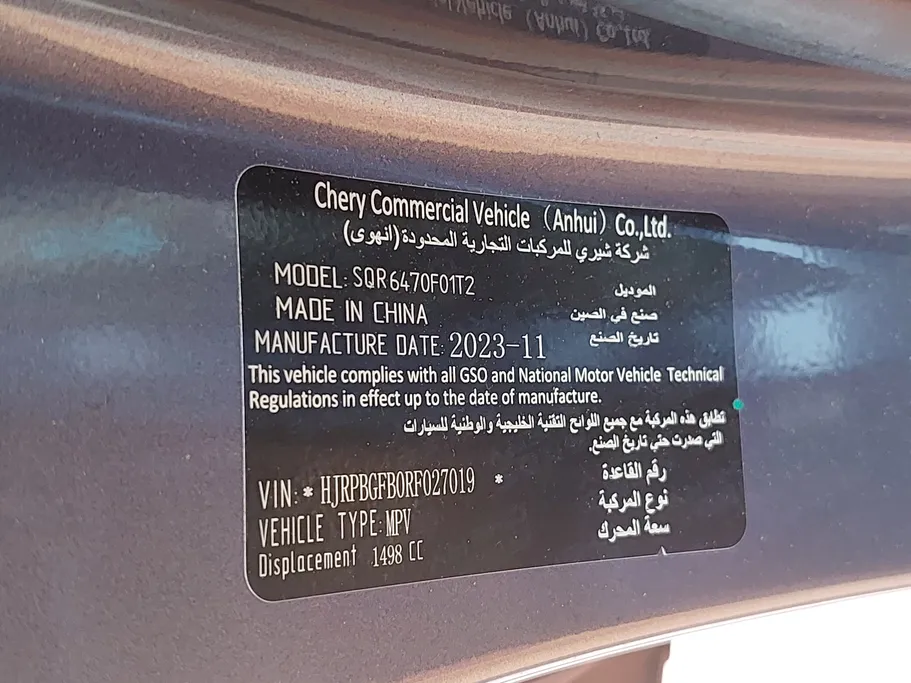 Chery Commercial Vehicle (Anhui) Co.,Ltd.
شركة شيري للمركبات التجارية المحدودة(انهوى)
MODEL: SQR6470F01T2 الموديل
MADE IN CHINA صنع في الصين
MANUFACTURE DATE: 2023-11 تاريخ الصنع
This vehicle complies with all GSO and National Motor Vehicle Technical
Regulations in effect up to the date of manufacture.
تطابق هذه المركبة مع جميع اللوائح التقنية الخليجية والوطنية للسيارات
التي صدرت حتي تاريخ الصنع.
VIN: * HJRPBGFB0RF027019 * رقم القاعدة
VEHICLE TYPE: MPV نوع المركبة
Displacement 1498 CC سعة المحرك